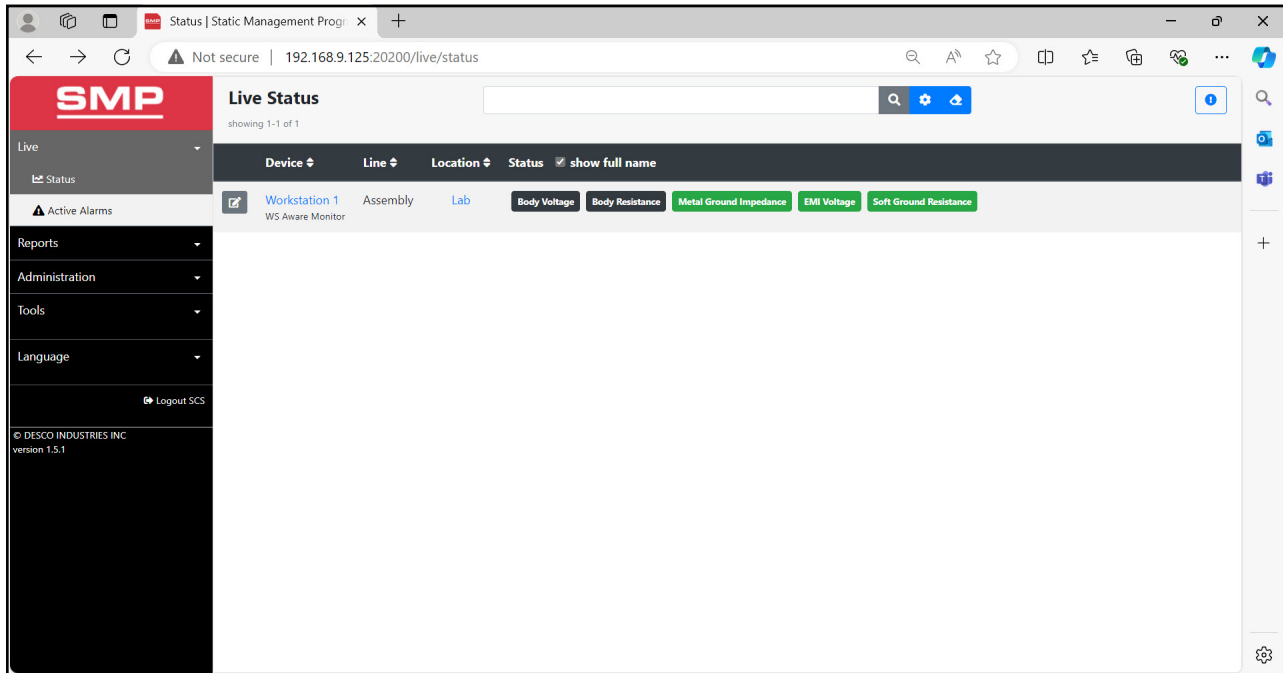 SMP Status | Static Management Progr
Not secure | 192.168.9.125:20200/live/status
SMP
Live
Status
Active Alarms
Reports
Administration
Tools
Language
Logout SCS
© DESCO INDUSTRIES INC
version 1.5.1
Live Status
showing 1-1 of 1
Device Line Location Status show full name
Workstation 1 Assembly Lab Body Voltage Body Resistance Metal Ground Impedance EMI Voltage Soft Ground Resistance
WS Aware Monitor